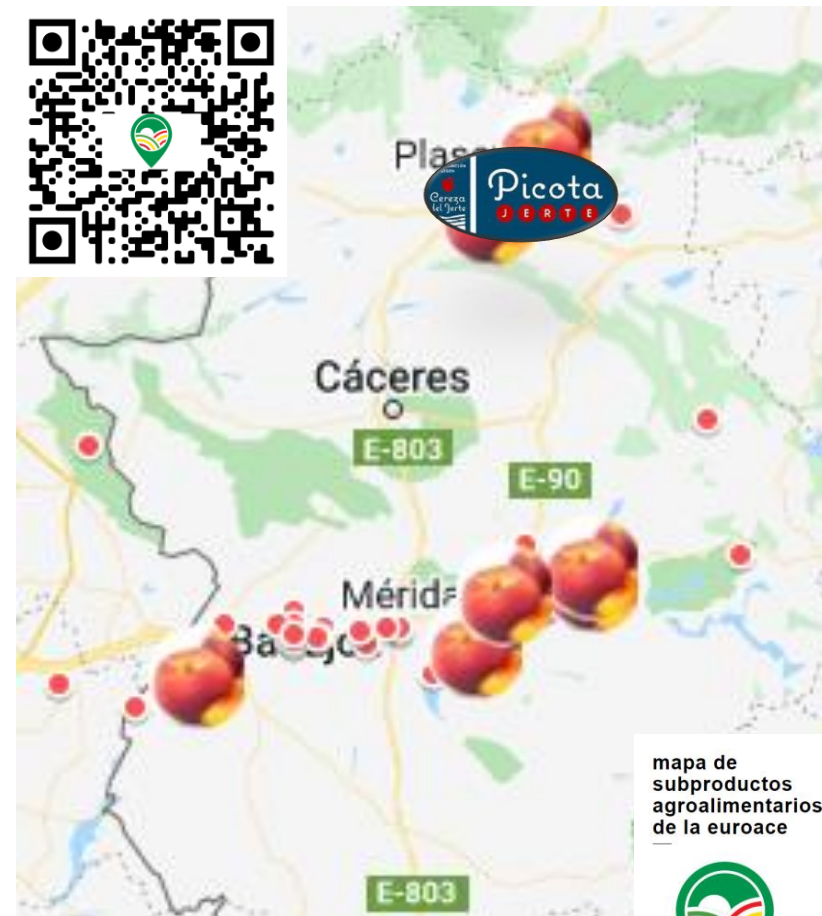 Plas
Cereza
del Jerte
Picota
JERTE
Cáceres
E-803
E-90
Mérida
Ba
E-803
mapa de
subproductos
agroalimentarios
de la euroace